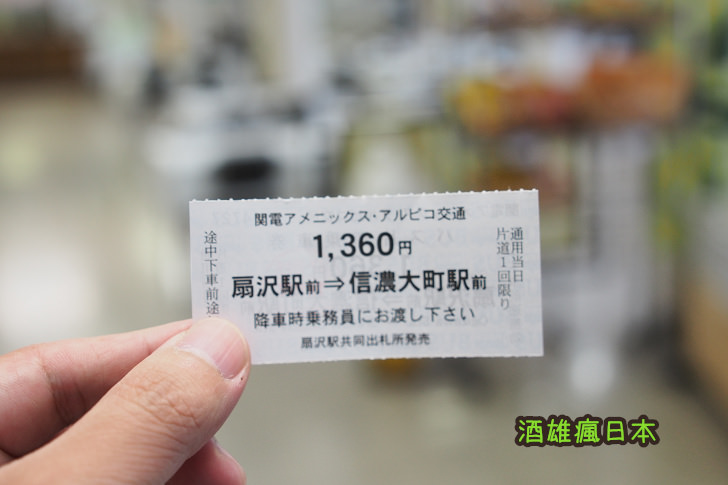 関電アメニックス・アルピコ交通
1,360円
扇沢駅前⇒信濃大町駅前
降車時乗務員にお渡し下さい
扇沢駅共同出札所発売
通用当日
片道1回限り
途中下車前途
酒雄瘋日本